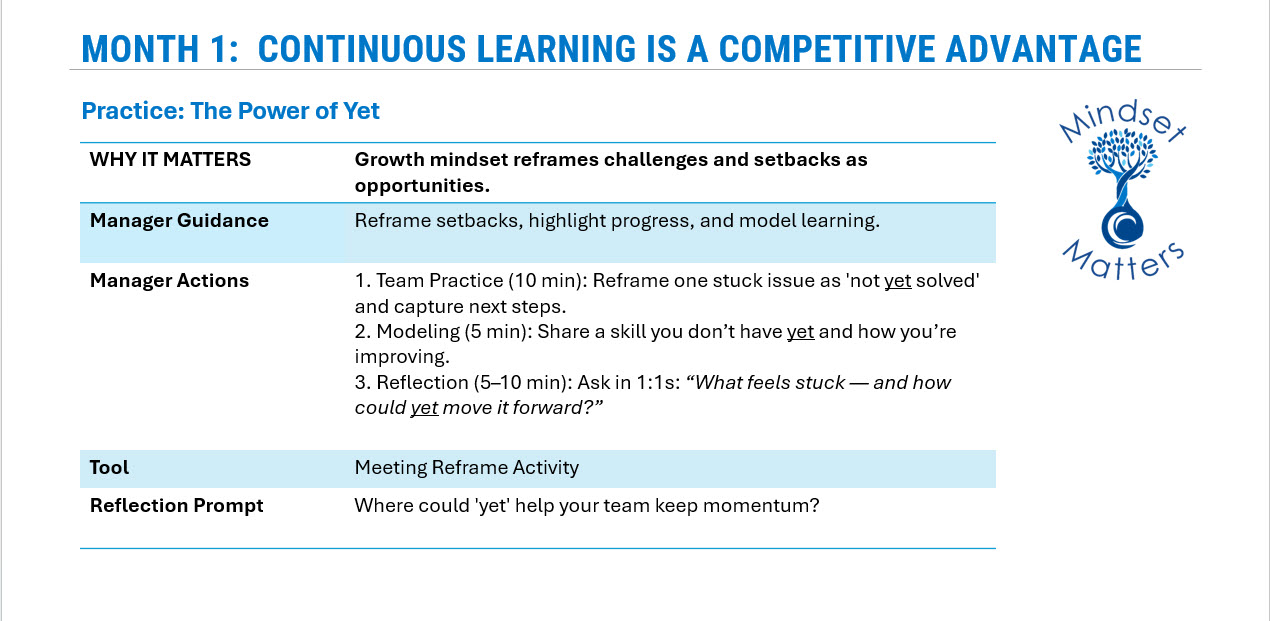 MONTH 1: CONTINUOUS LEARNING IS A COMPETITIVE ADVANTAGE
Practice: The Power of Yet
Mindset
Matters
WHY IT MATTERS
Growth mindset reframes challenges and setbacks as
opportunities.
Manager Guidance
Reframe setbacks, highlight progress, and model learning.
Manager Actions
1. Team Practice (10 min): Reframe one stuck issue as 'not yet solved'
and capture next steps.
2. Modeling (5 min): Share a skill you don’t have yet and how you’re
improving.
3. Reflection (5–10 min): Ask in 1:1s: “What feels stuck — and how
could yet move it forward?”
Tool
Meeting Reframe Activity
Reflection Prompt
Where could 'yet' help your team keep momentum?